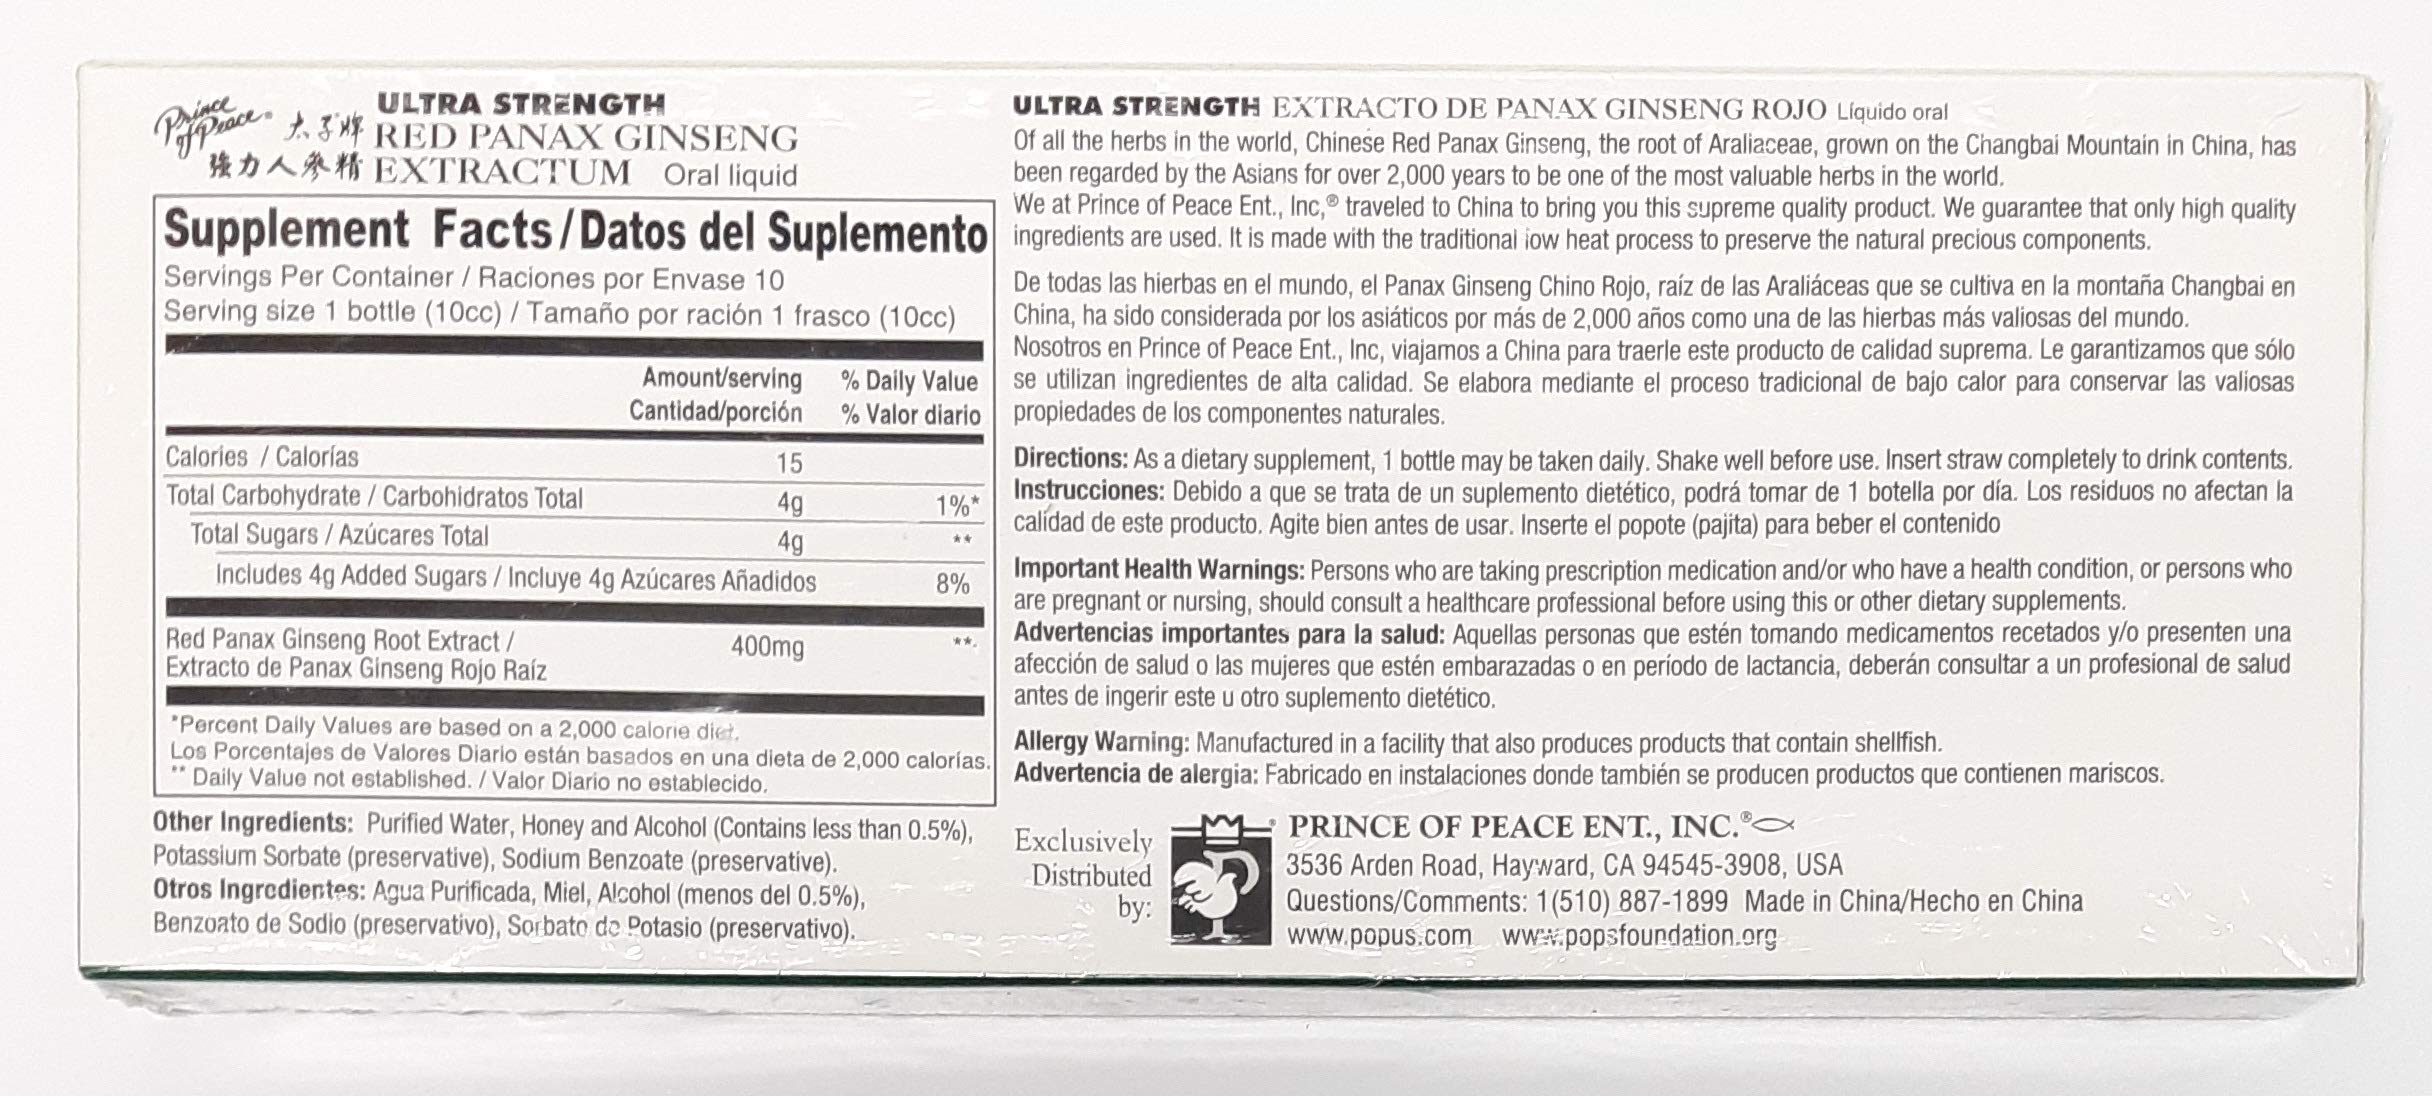 Prince of Peace® 太子牌
強力人參精
ULTRA STRENGTH
RED PANAX GINSENG
EXTRACTUM Oral liquid
Supplement Facts / Datos del Suplemento
Servings Per Container / Raciones por Envase 10
Serving size 1 bottle (10cc) / Tamaño por ración 1 frasco (10cc)
Amount/serving % Daily Value
Cantidad/porción % Valor diario
Calories / Calorías 15
Total Carbohydrate / Carbohidratos Total 4g 1%*
Total Sugars / Azúcares Total 4g **
Includes 4g Added Sugars / Incluye 4g Azúcares Añadidos 8%
Red Panax Ginseng Root Extract / 400mg **
Extracto de Panax Ginseng Rojo Raíz
*Percent Daily Values are based on a 2,000 calorie diet.
Los Porcentajes de Valores Diario están basados en una dieta de 2,000 calorías.
** Daily Value not established. / Valor Diario no establecido.
Other Ingredients: Purified Water, Honey and Alcohol (Contains less than 0.5%),
Potassium Sorbate (preservative), Sodium Benzoate (preservative).
Otros Ingredientes: Agua Purificada, Miel, Alcohol (menos del 0.5%),
Benzoato de Sodio (preservativo), Sorbato de Potasio (preservativo).
ULTRA STRENGTH EXTRACTO DE PANAX GINSENG ROJO Líquido oral
Of all the herbs in the world, Chinese Red Panax Ginseng, the root of Araliaceae, grown on the Changbai Mountain in China, has
been regarded by the Asians for over 2,000 years to be one of the most valuable herbs in the world.
We at Prince of Peace Ent., Inc,® traveled to China to bring you this supreme quality product. We guarantee that only high quality
ingredients are used. It is made with the traditional low heat process to preserve the natural precious components.
De todas las hierbas en el mundo, el Panax Ginseng Chino Rojo, raíz de las Araliáceas que se cultiva en la montaña Changbai en
China, ha sido considerada por los asiáticos por más de 2,000 años como una de las hierbas más valiosas del mundo.
Nosotros en Prince of Peace Ent., Inc, viajamos a China para traerle este producto de calidad suprema. Le garantizamos que sólo
se utilizan ingredientes de alta calidad. Se elabora mediante el proceso tradicional de bajo calor para conservar las valiosas
propiedades de los componentes naturales.
Directions: As a dietary supplement, 1 bottle may be taken daily. Shake well before use. Insert straw completely to drink contents.
Instrucciones: Debido a que se trata de un suplemento dietético, podrá tomar de 1 botella por día. Los residuos no afectan la
calidad de este producto. Agite bien antes de usar. Inserte el popote (pajita) para beber el contenido
Important Health Warnings: Persons who are taking prescription medication and/or who have a health condition, or persons who
are pregnant or nursing, should consult a healthcare professional before using this or other dietary supplements.
Advertencias importantes para la salud: Aquellas personas que estén tomando medicamentos recetados y/o presenten una
afección de salud o las mujeres que estén embarazadas o en período de lactancia, deberán consultar a un profesional de salud
antes de ingerir este u otro suplemento dietético.
Allergy Warning: Manufactured in a facility that also produces products that contain shellfish.
Advertencia de alergia: Fabricado en instalaciones donde también se producen productos que contienen mariscos.
Exclusively
Distributed
by:
PRINCE OF PEACE ENT., INC.®
3536 Arden Road, Hayward, CA 94545-3908, USA
Questions/Comments: 1(510) 887-1899 Made in China/Hecho en China
www.popus.com www.popsfoundation.org